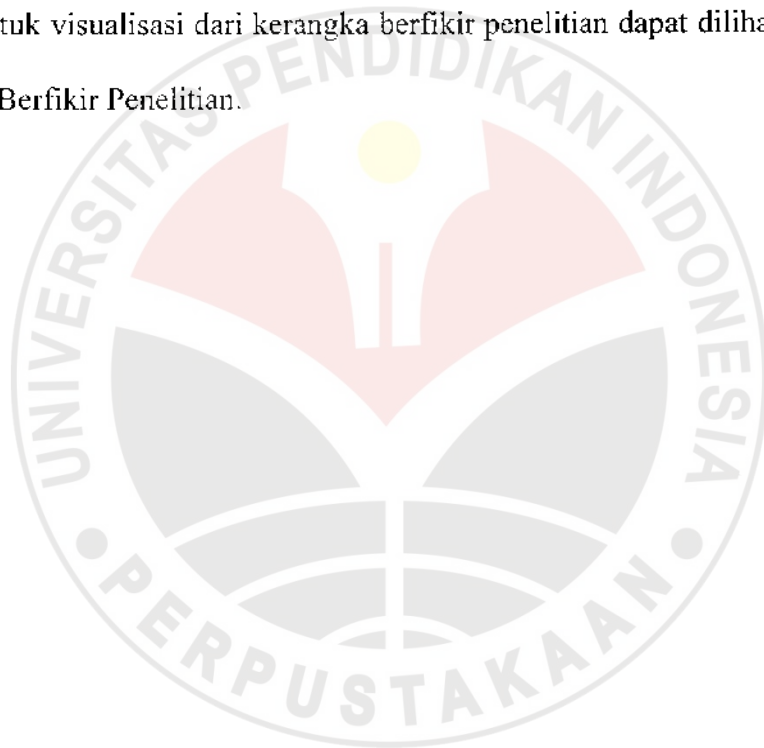 tuk visualisasi dari kerangka berfikir penelitian dapat diliha
Berfikir Penelitian.
UNIVERSITAS PENDIDIKAN INDONESIA
PERPUSTAKAAN